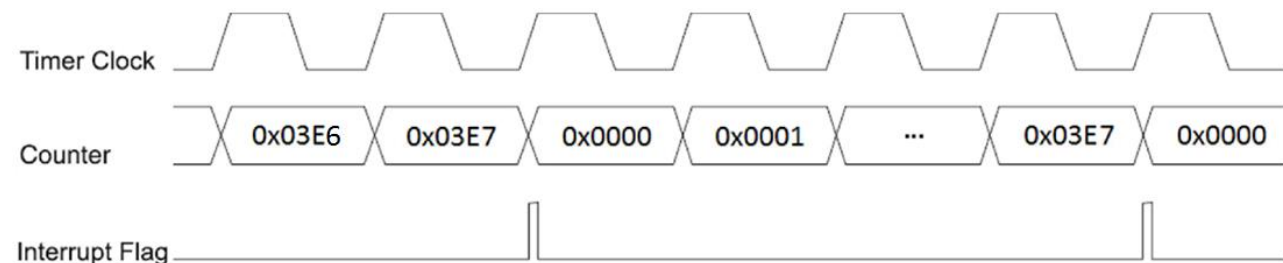 Timer Clock
Counter 0x03E6 0x03E7 0x0000 0x0001 ... 0x03E7 0x0000
Interrupt Flag